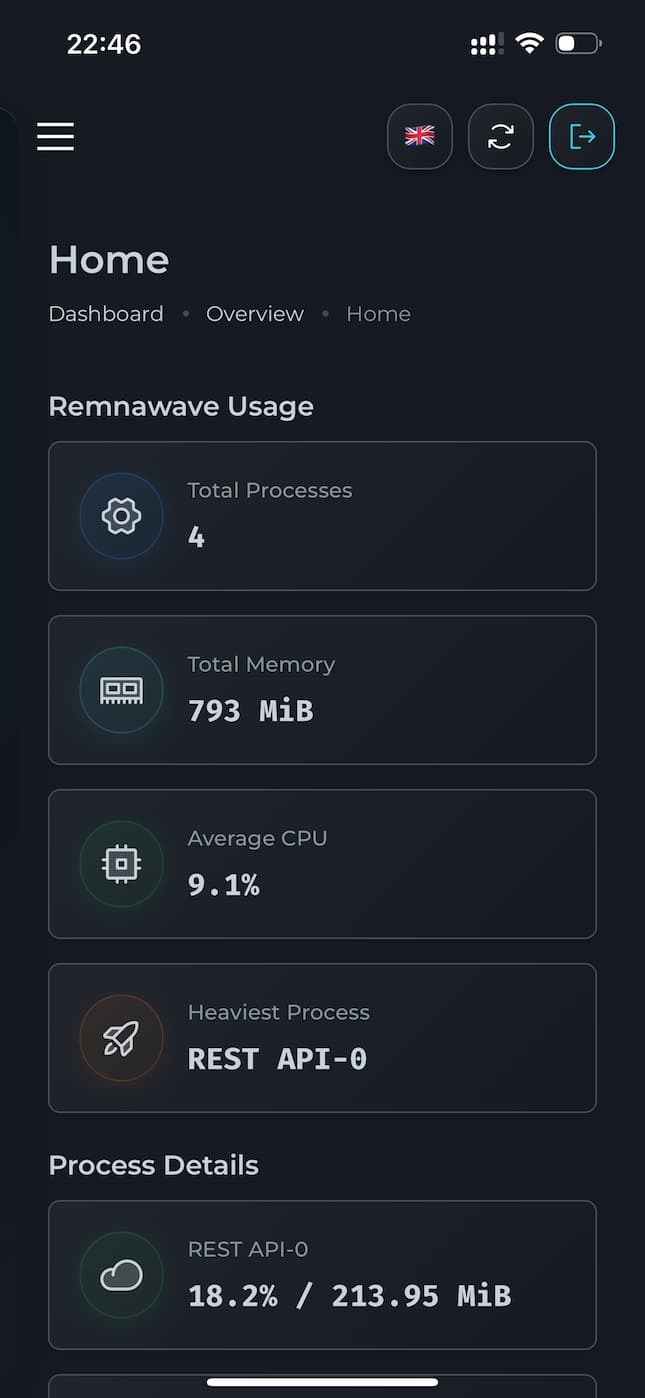 22:46
Home
Dashboard • Overview • Home
Remnawave Usage
Total Processes
4
Total Memory
793 MiB
Average CPU
9.1%
Heaviest Process
REST API-0
Process Details
REST API-0
18.2% / 213.95 MiB